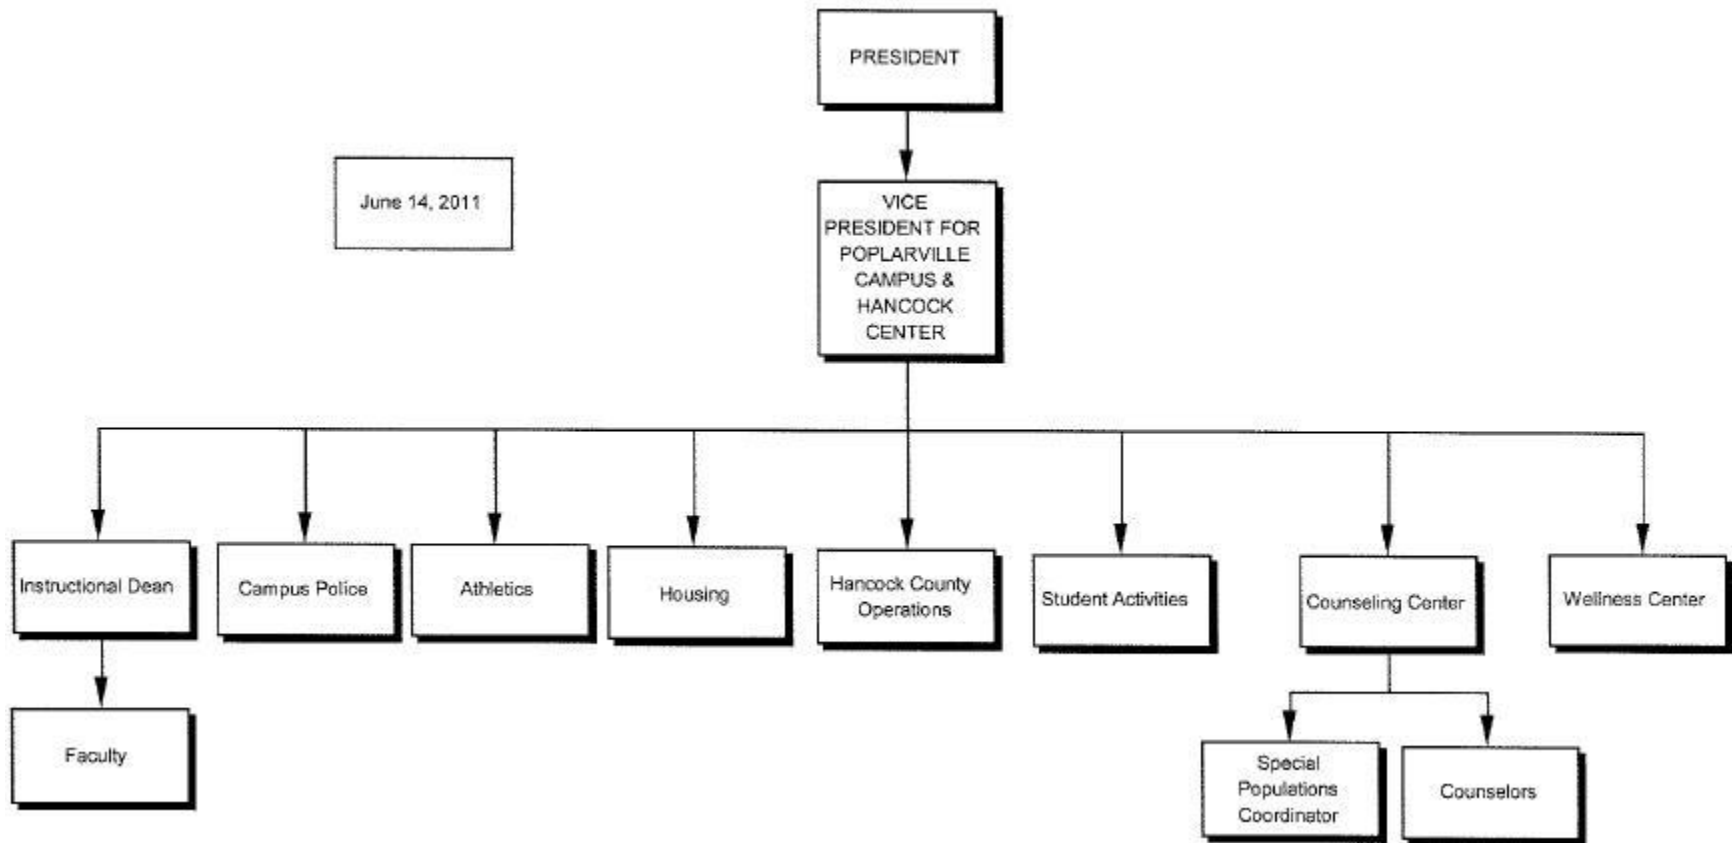 PRESIDENT
June 14, 2011
VICE
PRESIDENT FOR
POPLARVILLE
CAMPUS &
HANCOCK
CENTER
Instructional Dean
Campus Police
Athletics
Housing
Hancock County
Operations
Student Activities
Counseling Center
Wellness Center
Faculty
Special
Populations
Coordinator
Counselors